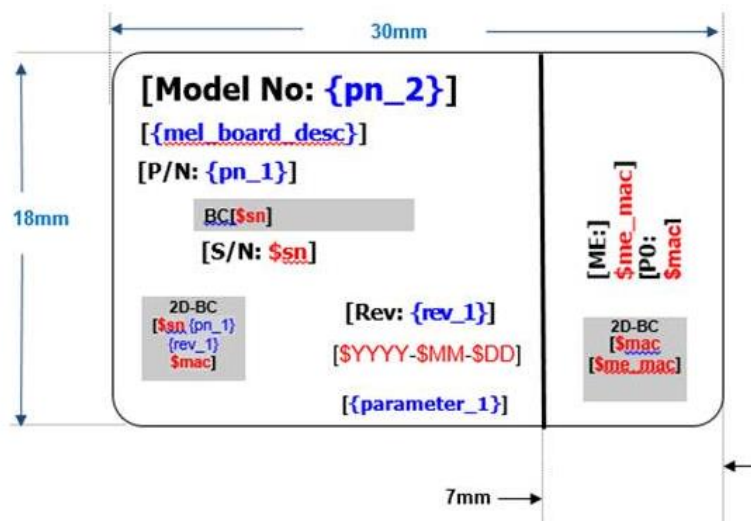 30mm
18mm
[Model No: {pn_2}]
[{mel_board_desc}]
[P/N: {pn_1}]
BC[$sn]
[S/N: $sn]
2D-BC
[$sn {pn_1}
{rev_1}
$mac]
[Rev: {rev_1}]
[$YYYY-$MM-$DD]
[{parameter_1}]
[ME:]
$me_mac]
[P0:
$mac]
2D-BC
[$mac
[$me_mac]
7mm